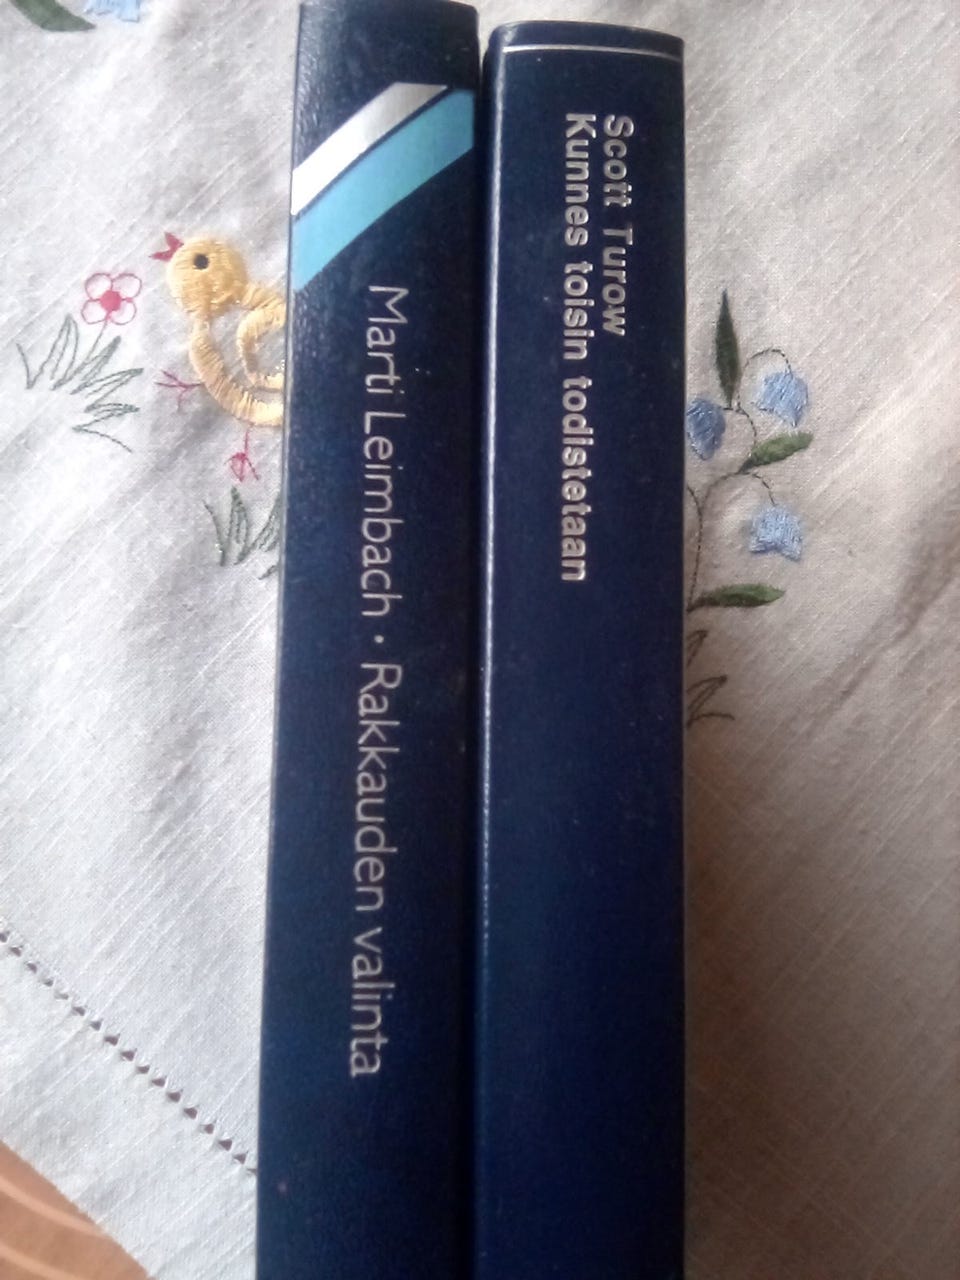 Marti Leimbach · Rakkauden valinta
Scott Turow
Kunnes toisin todistetaan